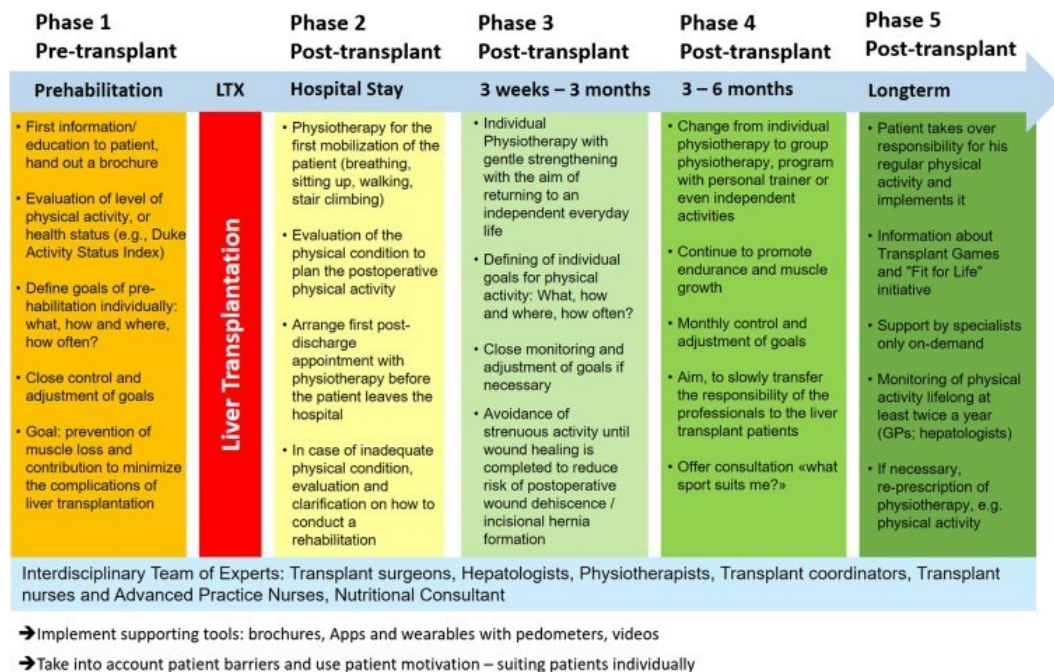 Phase 1
Pre-transplant
Phase 2
Post-transplant
Phase 3
Post-transplant
Phase 4
Post-transplant
Phase 5
Post-transplant
Prehabilitation
LTX
Hospital Stay
3 weeks – 3 months
3 – 6 months
Longterm
• First information/
education to patient,
hand out a brochure
• Evaluation of level of
physical activity, or
health status (e.g., Duke
Activity Status Index)
• Define goals of pre-
habilitation individually:
what, how and where,
how often?
• Close control and
adjustment of goals
• Goal: prevention of
muscle loss and
contribution to minimize
the complications of
liver transplantation
Liver Transplantation
• Physiotherapy for the
first mobilization of the
patient (breathing,
sitting up, walking,
stair climbing)
• Evaluation of the
physical condition to
plan the postoperative
physical activity
• Arrange first post-
discharge
appointment with
physiotherapy before
the patient leaves the
hospital
• In case of inadequate
physical condition,
evaluation and
clarification on how to
conduct a
rehabilitation
• Individual
Physiotherapy with
gentle strengthening
with the aim of
returning to an
independent everyday
life
• Defining of individual
goals for physical
activity: What, how
and where, how often?
• Close monitoring and
adjustment of goals if
necessary
• Avoidance of
strenuous activity until
wound healing is
completed to reduce
risk of postoperative
wound dehiscence /
incisional hernia
formation
• Change from individual
physiotherapy to group
physiotherapy, program
with personal trainer or
even independent
activities
• Continue to promote
endurance and muscle
growth
• Monthly control and
adjustment of goals
• Aim, to slowly transfer
the responsibility of the
professionals to the liver
transplant patients
• Offer consultation «what
sport suits me?»
• Patient takes over
responsibility for his
regular physical
activity and
implements it
• Information about
Transplant Games
and "Fit for Life"
initiative
• Support by specialists
only on-demand
• Monitoring of physical
activity lifelong at
least twice a year
(GPs; hepatologists)
• If necessary,
re-prescription of
physiotherapy, e.g.
physical activity
Interdisciplinary Team of Experts: Transplant surgeons, Hepatologists, Physiotherapists, Transplant coordinators, Transplant
nurses and Advanced Practice Nurses, Nutritional Consultant
➔Implement supporting tools: brochures, Apps and wearables with pedometers, videos
➔Take into account patient barriers and use patient motivation – suiting patients individually